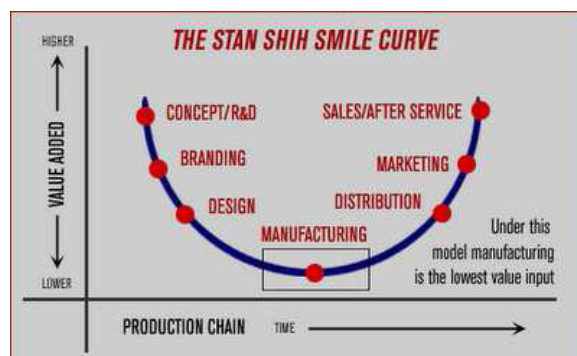 THE STAN SHIH SMILE CURVE
HIGHER
VALUE ADDED
LOWER
CONCEPT/R&D
SALES/AFTER SERVICE
BRANDING
MARKETING
DESIGN
DISTRIBUTION
MANUFACTURING
Under this
model manufacturing
is the lowest value input
PRODUCTION CHAIN TIME